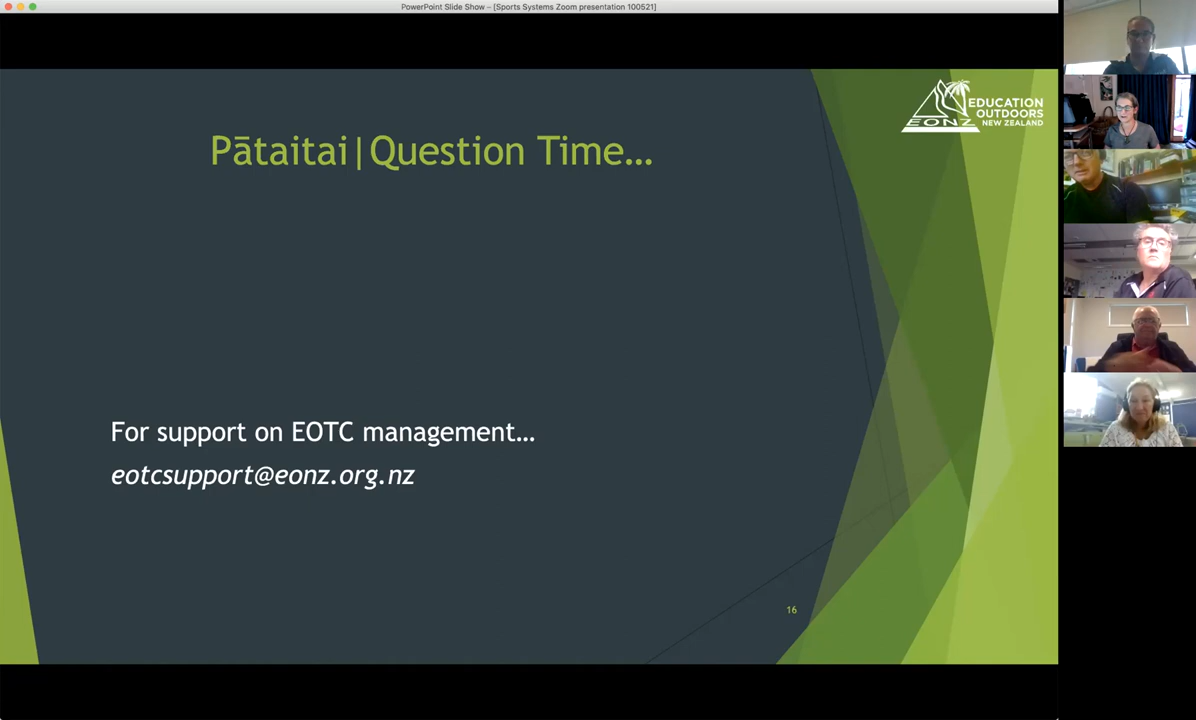 PowerPoint Slide Show – [Sports Systems Zoom presentation 100521]
EONZ
EDUCATION
OUTDOORS
NEW ZEALAND
Pātaitai|Question Time…
For support on EOTC management…
eotcsupport@eonz.org.nz
16